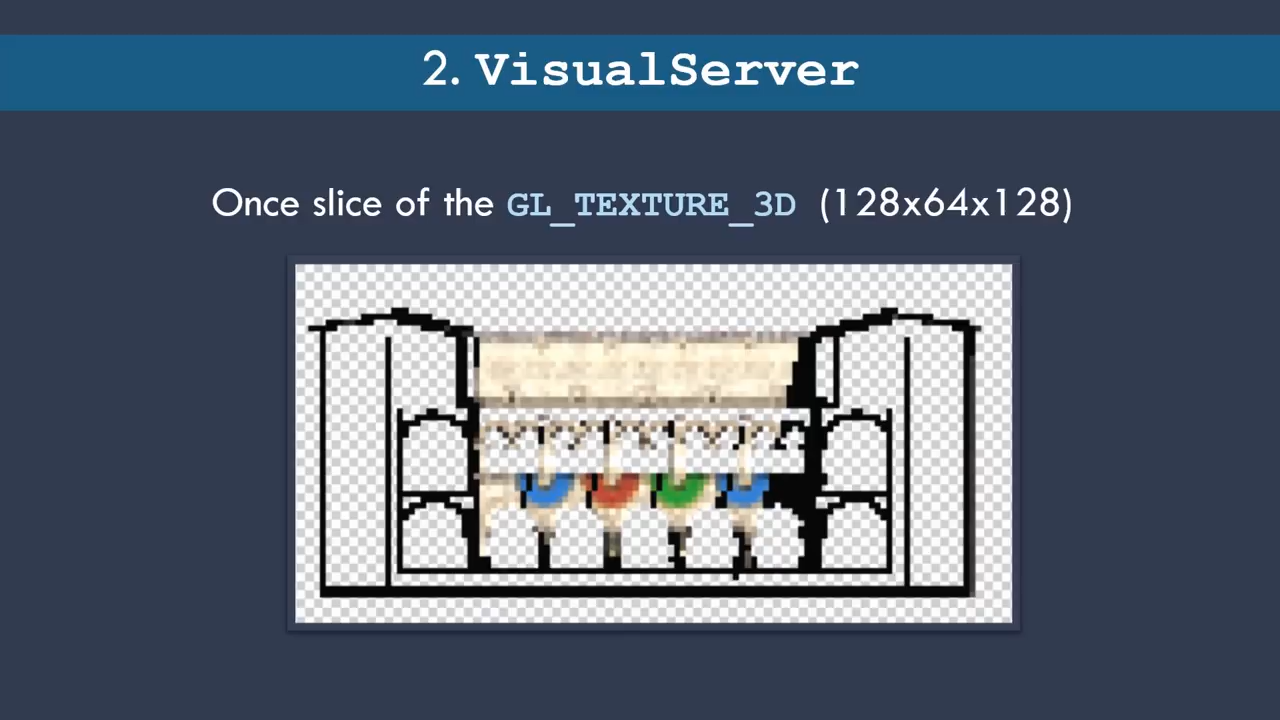 2. VisualServer
Once slice of the GL_TEXTURE_3D (128x64x128)